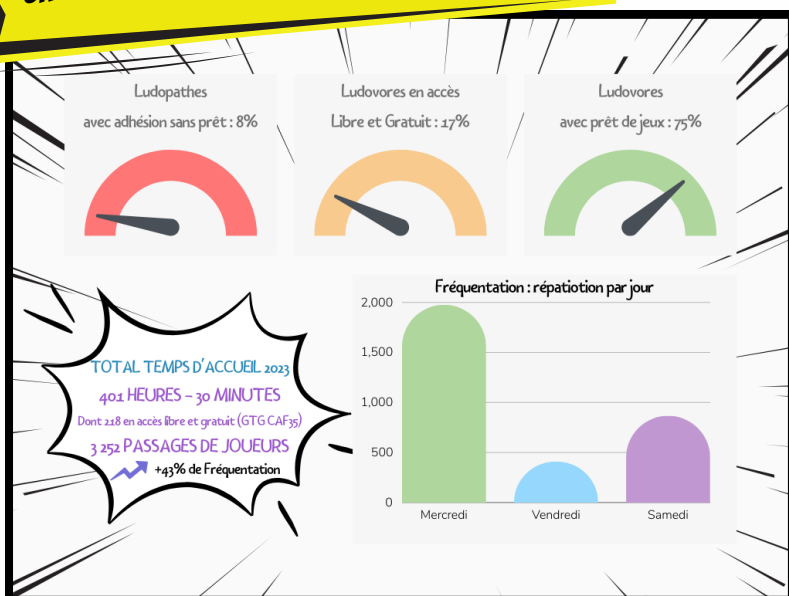 Ludopathes
avec adhésion sans prêt : 8%
Ludovores en accès
Libre et Gratuit : 17%
Ludovores
avec prêt de jeux : 75%
TOTAL TEMPS D'ACCUEIL 2023
401 HEURES – 30 MINUTES
Dont 218 en accès libre et gratuit (GTG CAF35)
3 252 PASSAGES DE JOUEURS
+43% de Fréquentation
Fréquentation : répatiotion par jour
2,000
1,500
1,000
500
0
Mercredi
Vendredi
Samedi